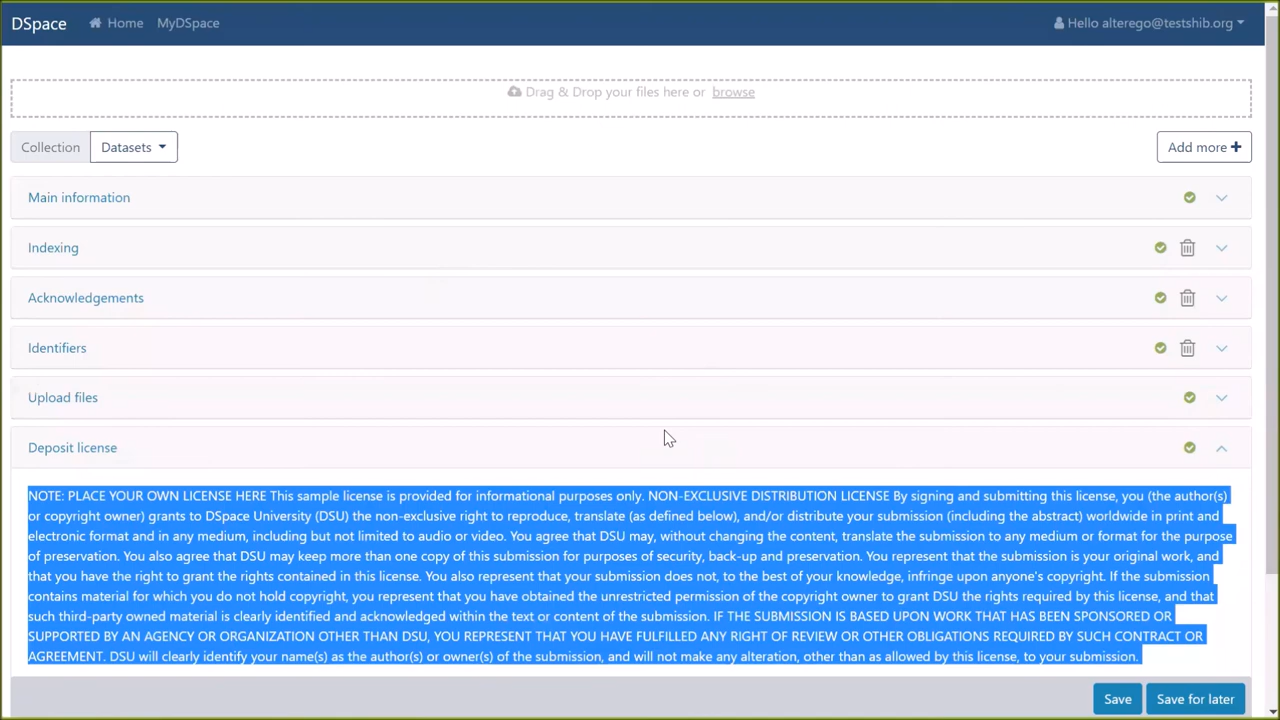 DSpace Home MyDSpace Hello alterego@testshib.org
Drag & Drop your files here or browse
Collection Datasets Add more
Main information
Indexing
Acknowledgements
Identifiers
Upload files
Deposit license
NOTE: PLACE YOUR OWN LICENSE HERE This sample license is provided for informational purposes only. NON-EXCLUSIVE DISTRIBUTION LICENSE By signing and submitting this license, you (the author(s)
or copyright owner) grants to DSpace University (DSU) the non-exclusive right to reproduce, translate (as defined below), and/or distribute your submission (including the abstract) worldwide in print and
electronic format and in any medium, including but not limited to audio or video. You agree that DSU may, without changing the content, translate the submission to any medium or format for the purpose
of preservation. You also agree that DSU may keep more than one copy of this submission for purposes of security, back-up and preservation. You represent that the submission is your original work, and
that you have the right to grant the rights contained in this license. You also represent that your submission does not, to the best of your knowledge, infringe upon anyone's copyright. If the submission
contains material for which you do not hold copyright, you represent that you have obtained the unrestricted permission of the copyright owner to grant DSU the rights required by this license, and that
such third-party owned material is clearly identified and acknowledged within the text or content of the submission. IF THE SUBMISSION IS BASED UPON WORK THAT HAS BEEN SPONSORED OR
SUPPORTED BY AN AGENCY OR ORGANIZATION OTHER THAN DSU, YOU REPRESENT THAT YOU HAVE FULFILLED ANY RIGHT OF REVIEW OR OTHER OBLIGATIONS REQUIRED BY SUCH CONTRACT OR
AGREEMENT. DSU will clearly identify your name(s) as the author(s) or owner(s) of the submission, and will not make any alteration, other than as allowed by this license, to your submission.
Save Save for later